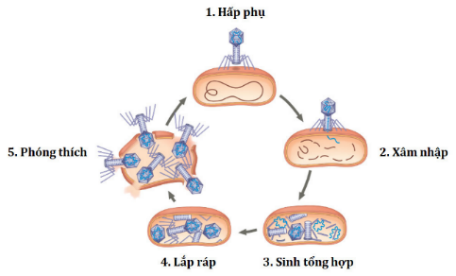 1. Hấp phụ
2. Xâm nhập
3. Sinh tổng hợp
4. Lắp ráp
5. Phóng thích